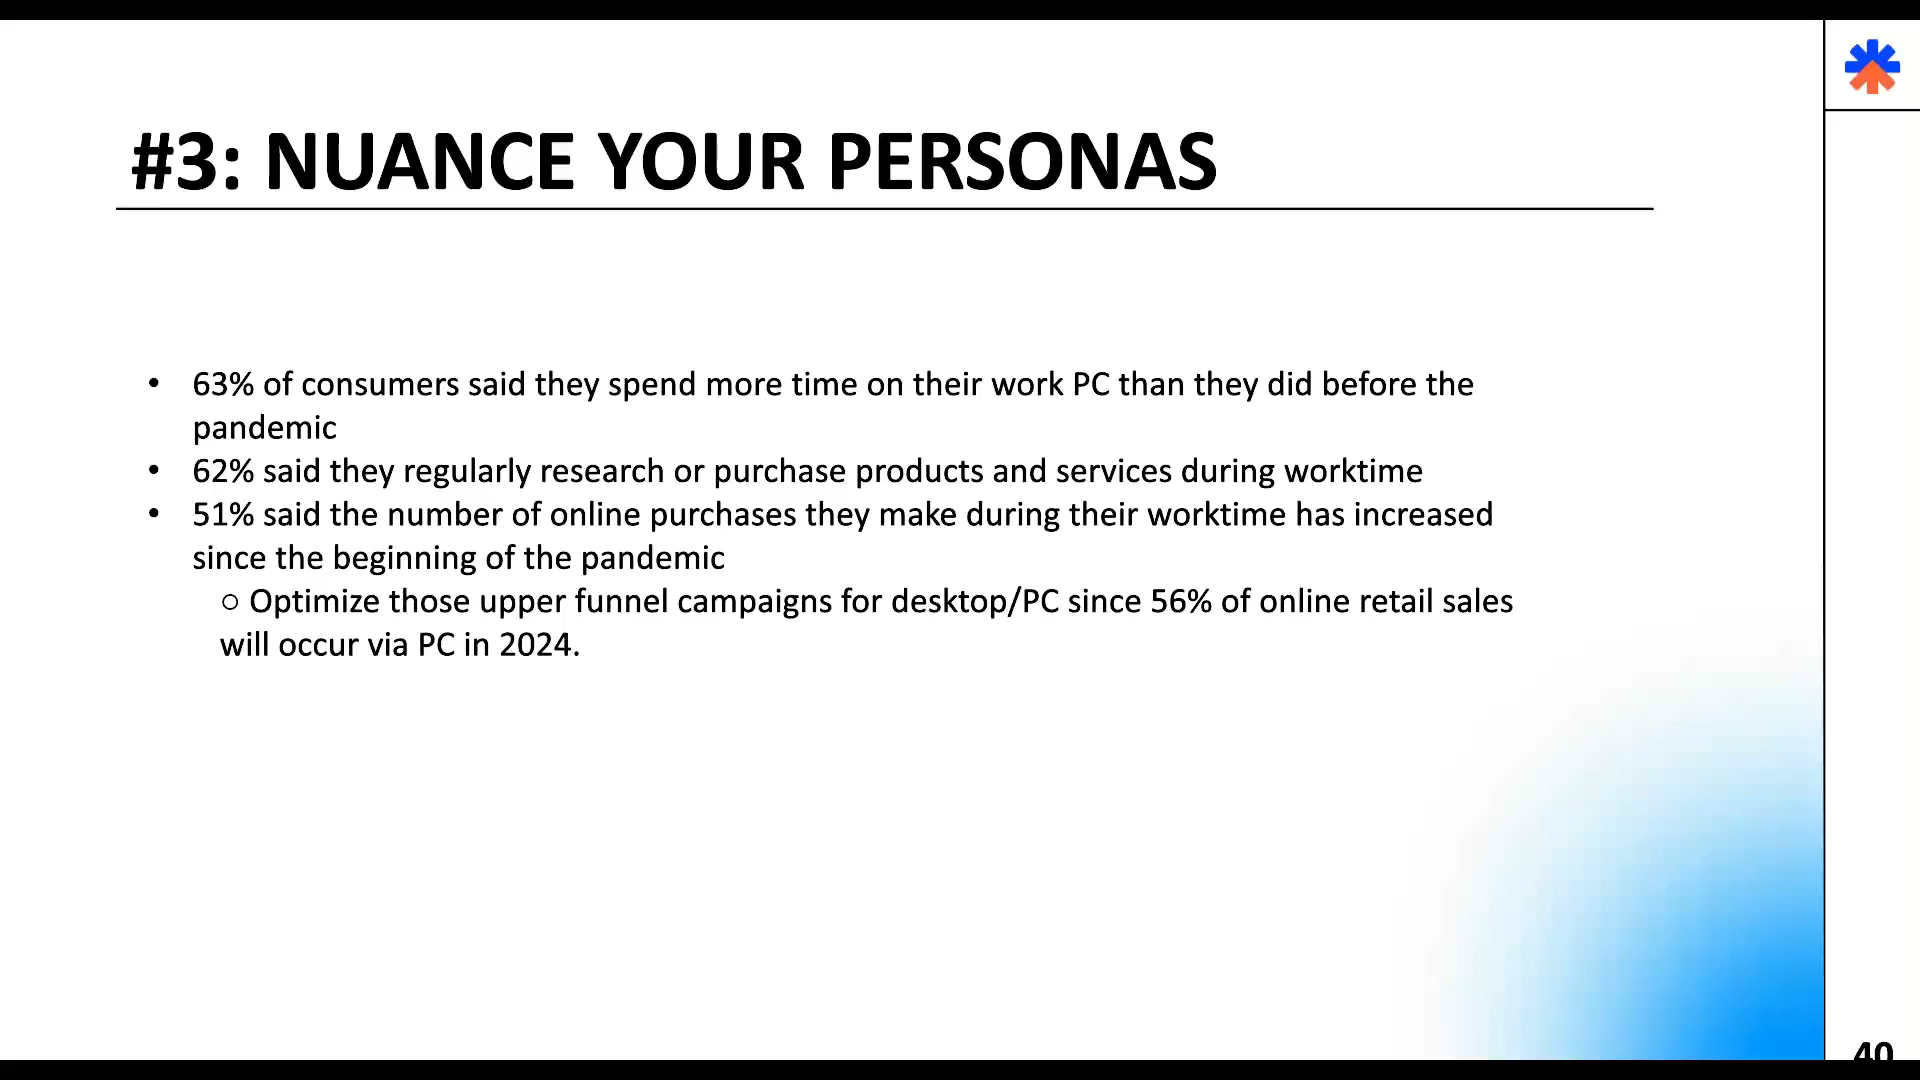 #3: NUANCE YOUR PERSONAS
• 63% of consumers said they spend more time on their work PC than they did before the
pandemic
• 62% said they regularly research or purchase products and services during worktime
• 51% said the number of online purchases they make during their worktime has increased
since the beginning of the pandemic
○ Optimize those upper funnel campaigns for desktop/PC since 56% of online retail sales
will occur via PC in 2024.
40